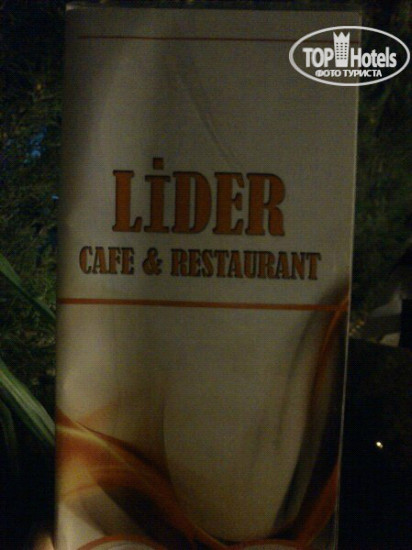 TOP Hotels
ФОТО ТУРИСТА
LİDER
CAFE & RESTAURANT